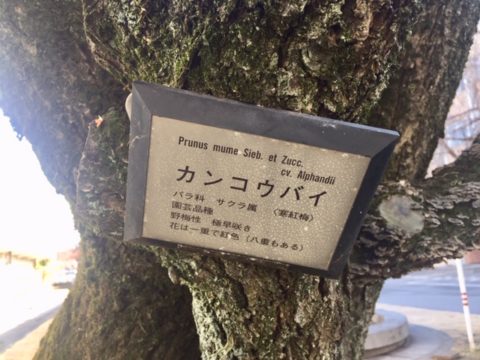 Prunus mume Sieb. et Zucc.
cv. Alphandii
カンコウバイ
バラ科 サクラ属 （寒紅梅）
園芸品種
野梅性 極早咲き
花は一重で紅色（八重もある）